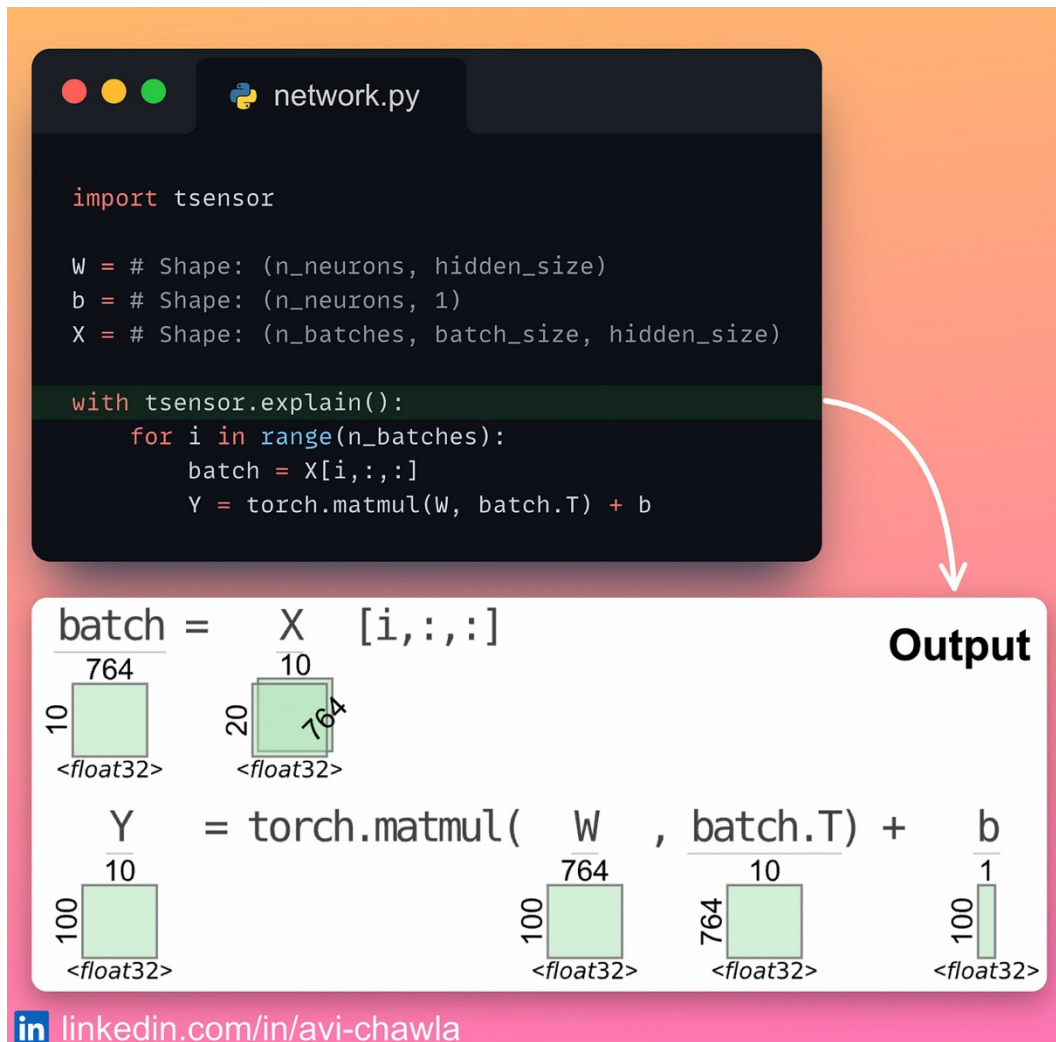 network.py
import tsensor
W = # Shape: (n_neurons, hidden_size)
b = # Shape: (n_neurons, 1)
X = # Shape: (n_batches, batch_size, hidden_size)
with tsensor.explain():
for i in range(n_batches):
batch = X[i,:,:]
Y = torch.matmul(W, batch.T) + b
Output
batch = X [i,:,:]
764 10
10 20 764
<float32> <float32>
Y = torch.matmul( W , batch.T) + b
10 764 10 1
100 100 764 100
<float32> <float32> <float32> <float32>
in linkedin.com/in/avi-chawla